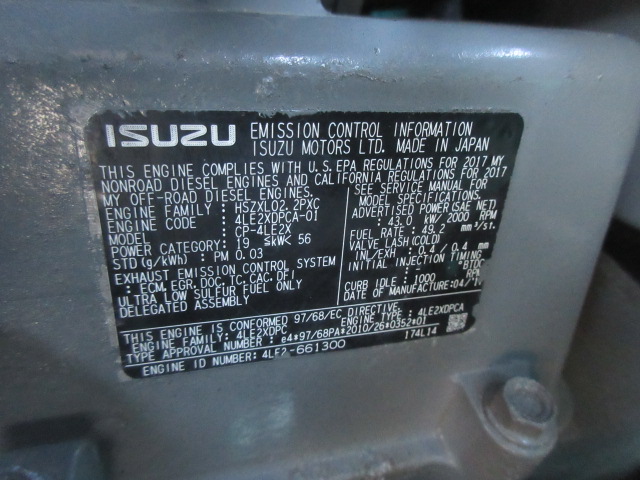 ISUZU
EMISSION CONTROL INFORMATION
ISUZU MOTORS LTD. MADE IN JAPAN
THIS ENGINE COMPLIES WITH U.S. EPA REGULATIONS FOR 2017 MY
NONROAD DIESEL ENGINES AND CALIFORNIA REGULATIONS FOR 2017
MY OFF-ROAD DIESEL ENGINES.
ENGINE FAMILY : HSZXL02.2PXC
ENGINE CODE : 4LE2XDPCA-01
MODEL : CP-4LE2X
POWER CATEGORY : 19 ≤kW< 56
STD (g/kWh) : PM 0.03
EXHAUST EMISSION CONTROL SYSTEM
: ECM, EGR, DOC, TC, CAC, DFI
ULTRA LOW SULFUR FUEL ONLY
DELEGATED ASSEMBLY
SEE SERVICE MANUAL FOR
MY SPECIFICATIONS.
ADVERTISED POWER (SAE NET)
: 43.0 kW/ 2000 RPM
FUEL RATE : 49.2 mm³/st.
VALVE LASH (COLD)
INL/EXH : 0.4 / 0.4 mm
INITIAL INJECTION TIMING
: - °BTDC
CURB IDLE : 1000 RPM
DATE OF MANUFACTURE: 04/
THIS ENGINE IS CONFORMED 97/68/EC DIRECTIVE
ENGINE FAMILY: 4LE2XDPC ENGINE TYPE: 4LE2XDPCA
TYPE APPROVAL NUMBER : e4*97/68PA*2010/26*0352*01
ENGINE ID NUMBER: 4LE2-661300 174L14